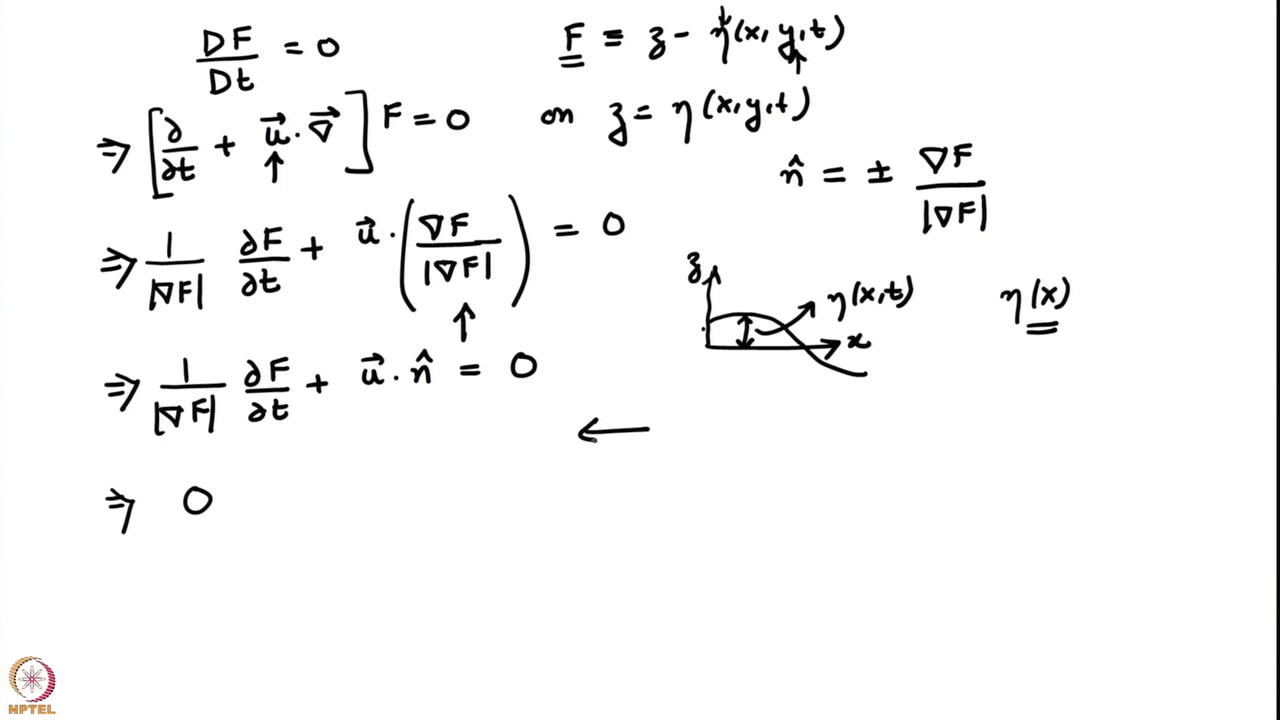 DF/Dt = 0    F ≡ z - η(x, y, t)
⇒ [∂/∂t + u⃗ · ∇⃗] F = 0    on z = η(x, y, t)
n̂ = ± ∇F/|∇F|
⇒ 1/|∇F| ∂F/∂t + u⃗ · (∇F/|∇F|) = 0
z    η(x, t)    η(x)
x
⇒ 1/|∇F| ∂F/∂t + u⃗ · n̂ = 0
⇒ 0
NPTEL